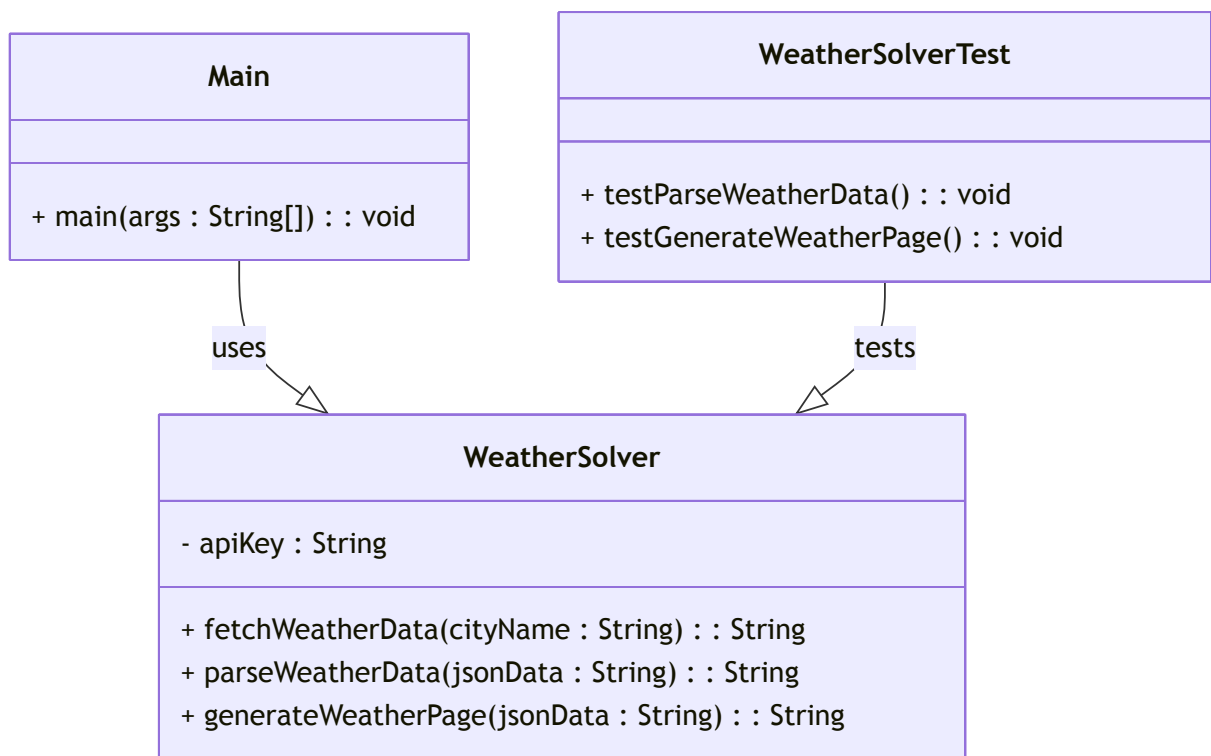 Main
+ main(args : String[]) : : void
WeatherSolverTest
+ testParseWeatherData() : : void
+ testGenerateWeatherPage() : : void
uses
tests
WeatherSolver
- apiKey : String
+ fetchWeatherData(cityName : String) : : String
+ parseWeatherData(jsonData : String) : : String
+ generateWeatherPage(jsonData : String) : : String